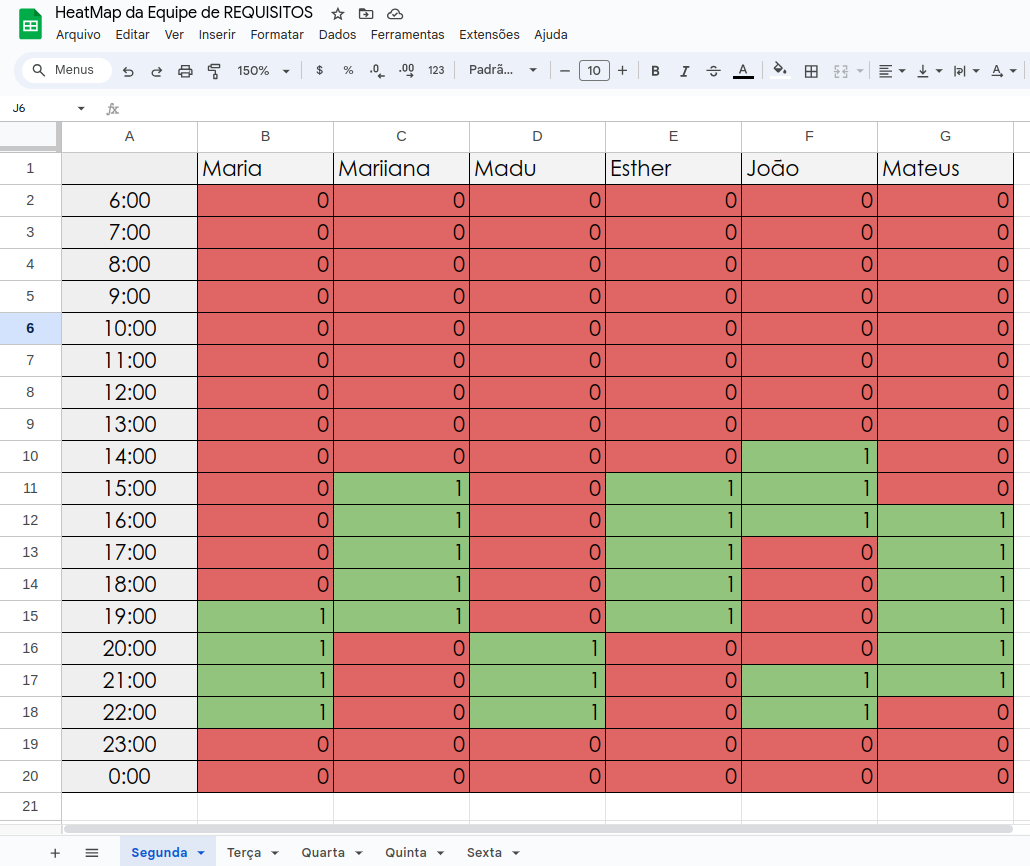 HeatMap da Equipe de REQUISITOS
Arquivo Editar Ver Inserir Formatar Dados Ferramentas Extensões Ajuda
Menus 150% $ % .0 .00 123 Padrã... − 10 + B I A A
J6 fx
A B C D E F G
1 Maria Mariiana Madu Esther João Mateus
2 6:00 0 0 0 0 0 0
3 7:00 0 0 0 0 0 0
4 8:00 0 0 0 0 0 0
5 9:00 0 0 0 0 0 0
6 10:00 0 0 0 0 0 0
7 11:00 0 0 0 0 0 0
8 12:00 0 0 0 0 0 0
9 13:00 0 0 0 0 0 0
10 14:00 0 0 0 0 1 0
11 15:00 0 1 0 1 1 0
12 16:00 0 1 0 1 1 1
13 17:00 0 1 0 1 0 1
14 18:00 0 1 0 1 0 1
15 19:00 1 1 0 1 0 1
16 20:00 1 0 1 0 0 1
17 21:00 1 0 1 0 1 1
18 22:00 1 0 1 0 1 0
19 23:00 0 0 0 0 0 0
20 0:00 0 0 0 0 0 0
21
+ Segunda Terça Quarta Quinta Sexta